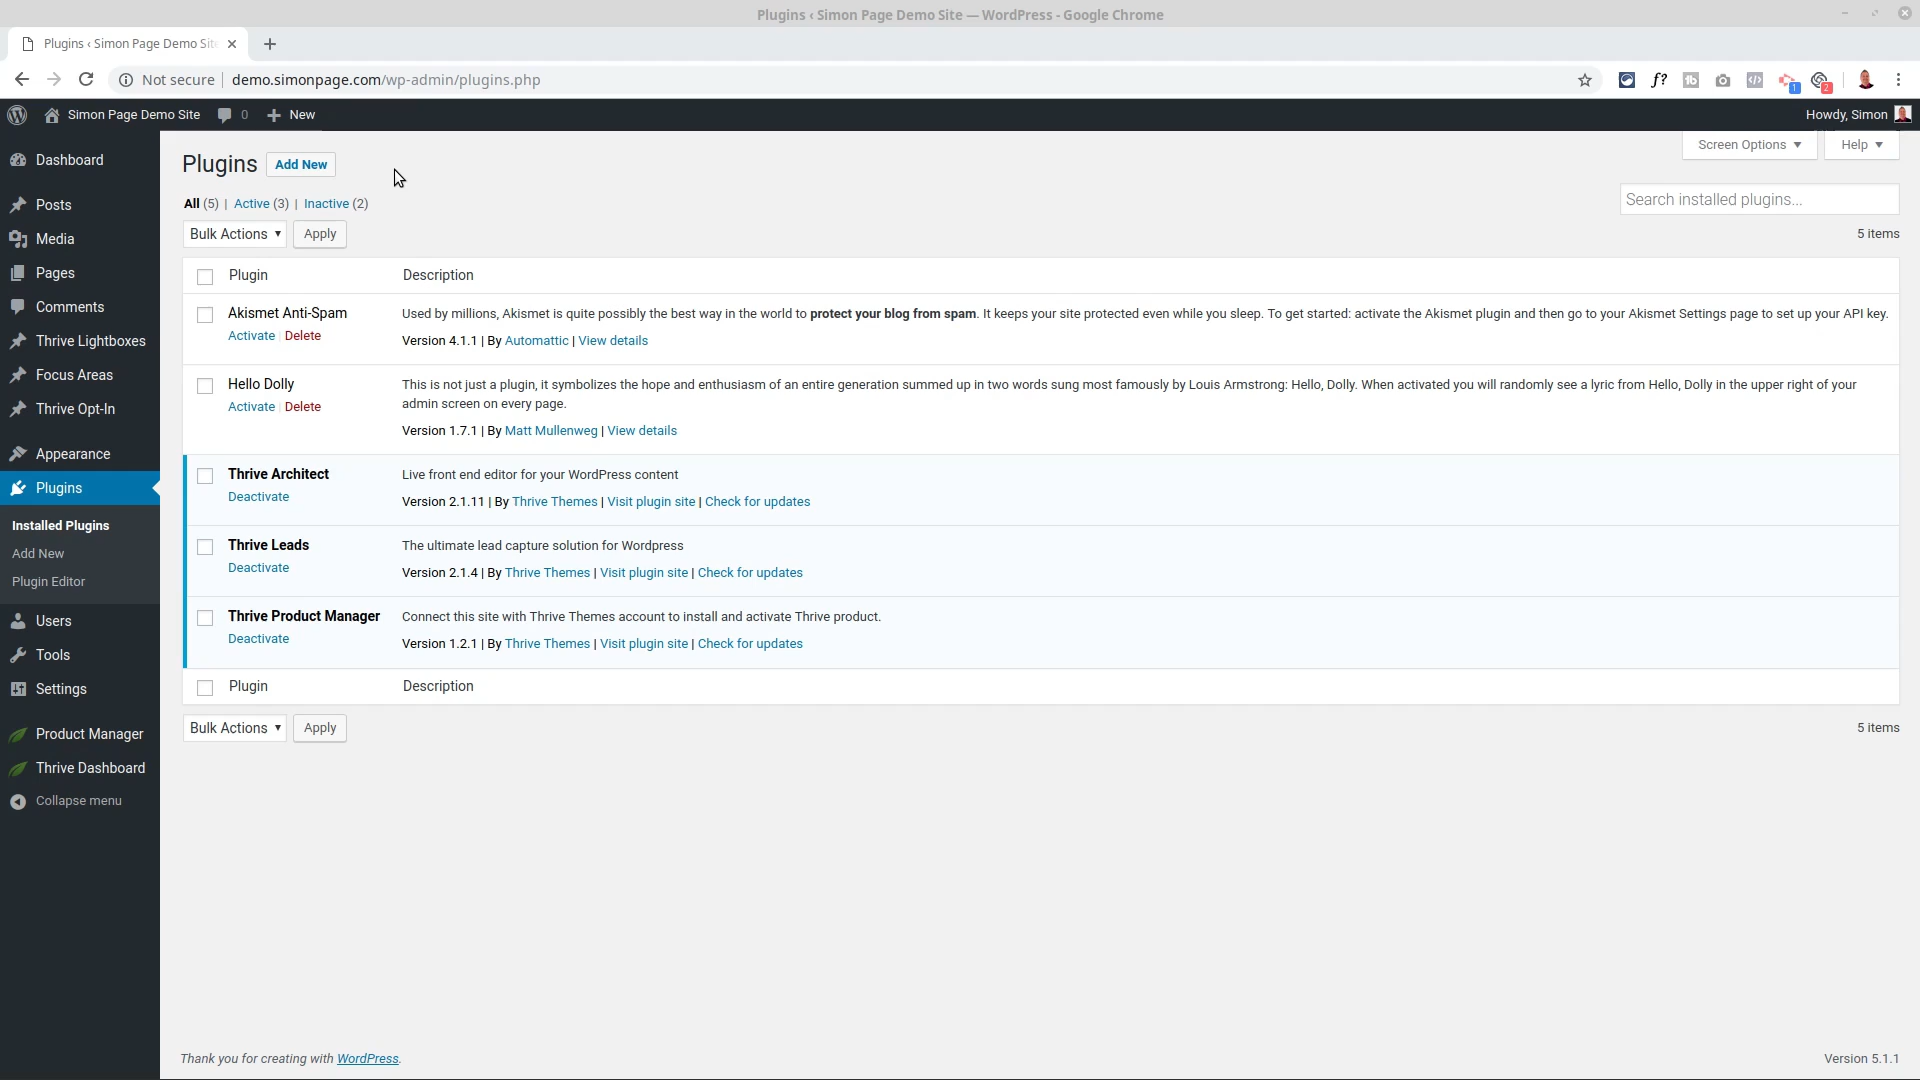 Plugins ‹ Simon Page Demo Site — WordPress - Google Chrome
Plugins ‹ Simon Page Demo Site
Not secure | demo.simonpage.com/wp-admin/plugins.php
f?
1
2
Simon Page Demo Site 0 + New
Howdy, Simon
Dashboard
Posts
Media
Pages
Comments
Thrive Lightboxes
Focus Areas
Thrive Opt-In
Appearance
Plugins
Installed Plugins
Add New
Plugin Editor
Users
Tools
Settings
Product Manager
Thrive Dashboard
Collapse menu
Screen Options ▼
Help ▼
Plugins Add New
All (5) | Active (3) | Inactive (2)
Search installed plugins...
Bulk Actions ▼ Apply
5 items
Plugin Description
Akismet Anti-Spam
Activate | Delete
Used by millions, Akismet is quite possibly the best way in the world to protect your blog from spam. It keeps your site protected even while you sleep. To get started: activate the Akismet plugin and then go to your Akismet Settings page to set up your API key.
Version 4.1.1 | By Automattic | View details
Hello Dolly
Activate | Delete
This is not just a plugin, it symbolizes the hope and enthusiasm of an entire generation summed up in two words sung most famously by Louis Armstrong: Hello, Dolly. When activated you will randomly see a lyric from Hello, Dolly in the upper right of your
admin screen on every page.
Version 1.7.1 | By Matt Mullenweg | View details
Thrive Architect
Deactivate
Live front end editor for your WordPress content
Version 2.1.11 | By Thrive Themes | Visit plugin site | Check for updates
Thrive Leads
Deactivate
The ultimate lead capture solution for Wordpress
Version 2.1.4 | By Thrive Themes | Visit plugin site | Check for updates
Thrive Product Manager
Deactivate
Connect this site with Thrive Themes account to install and activate Thrive product.
Version 1.2.1 | By Thrive Themes | Visit plugin site | Check for updates
Plugin Description
Bulk Actions ▼ Apply
5 items
Thank you for creating with WordPress.
Version 5.1.1